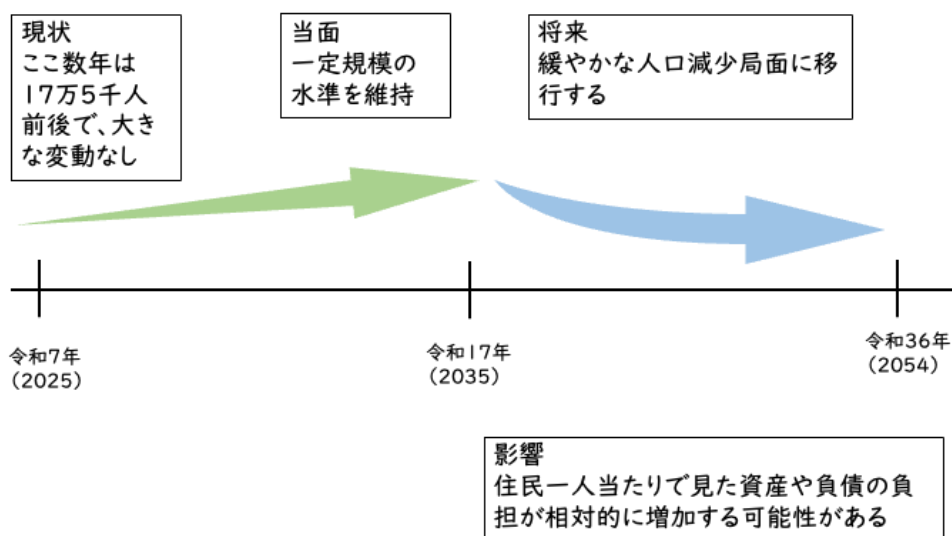 現状
ここ数年は
17万5千人
前後で、大き
な変動なし
当面
一定規模の
水準を維持
将来
緩やかな人口減少局面に移
行する
令和7年
(2025)
令和17年
(2035)
令和36年
(2054)
影響
住民一人当たりで見た資産や負債の負
担が相対的に増加する可能性がある